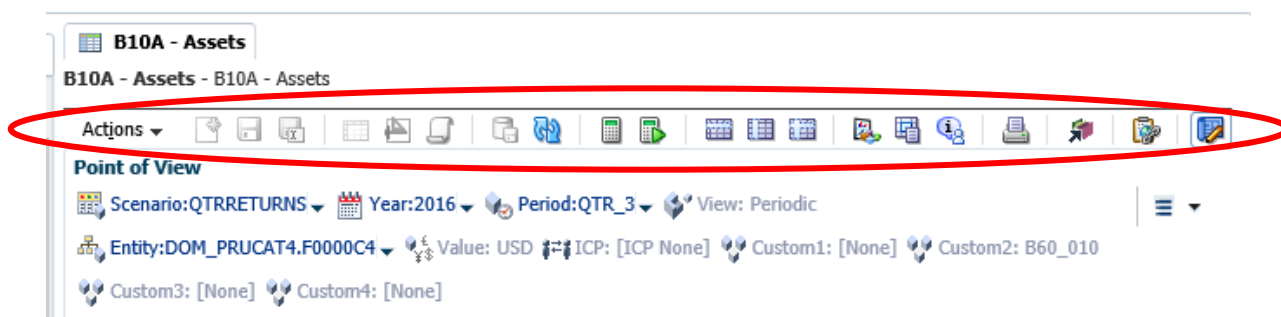 B10A - Assets
B10A - Assets - B10A - Assets
Actions
Point of View
Scenario:QTRRETURNS Year:2016 Period:QTR_3 View: Periodic
Entity:DOM_PRUCAT4.F0000C4 Value: USD ICP: [ICP None] Custom1: [None] Custom2: B60_010
Custom3: [None] Custom4: [None]